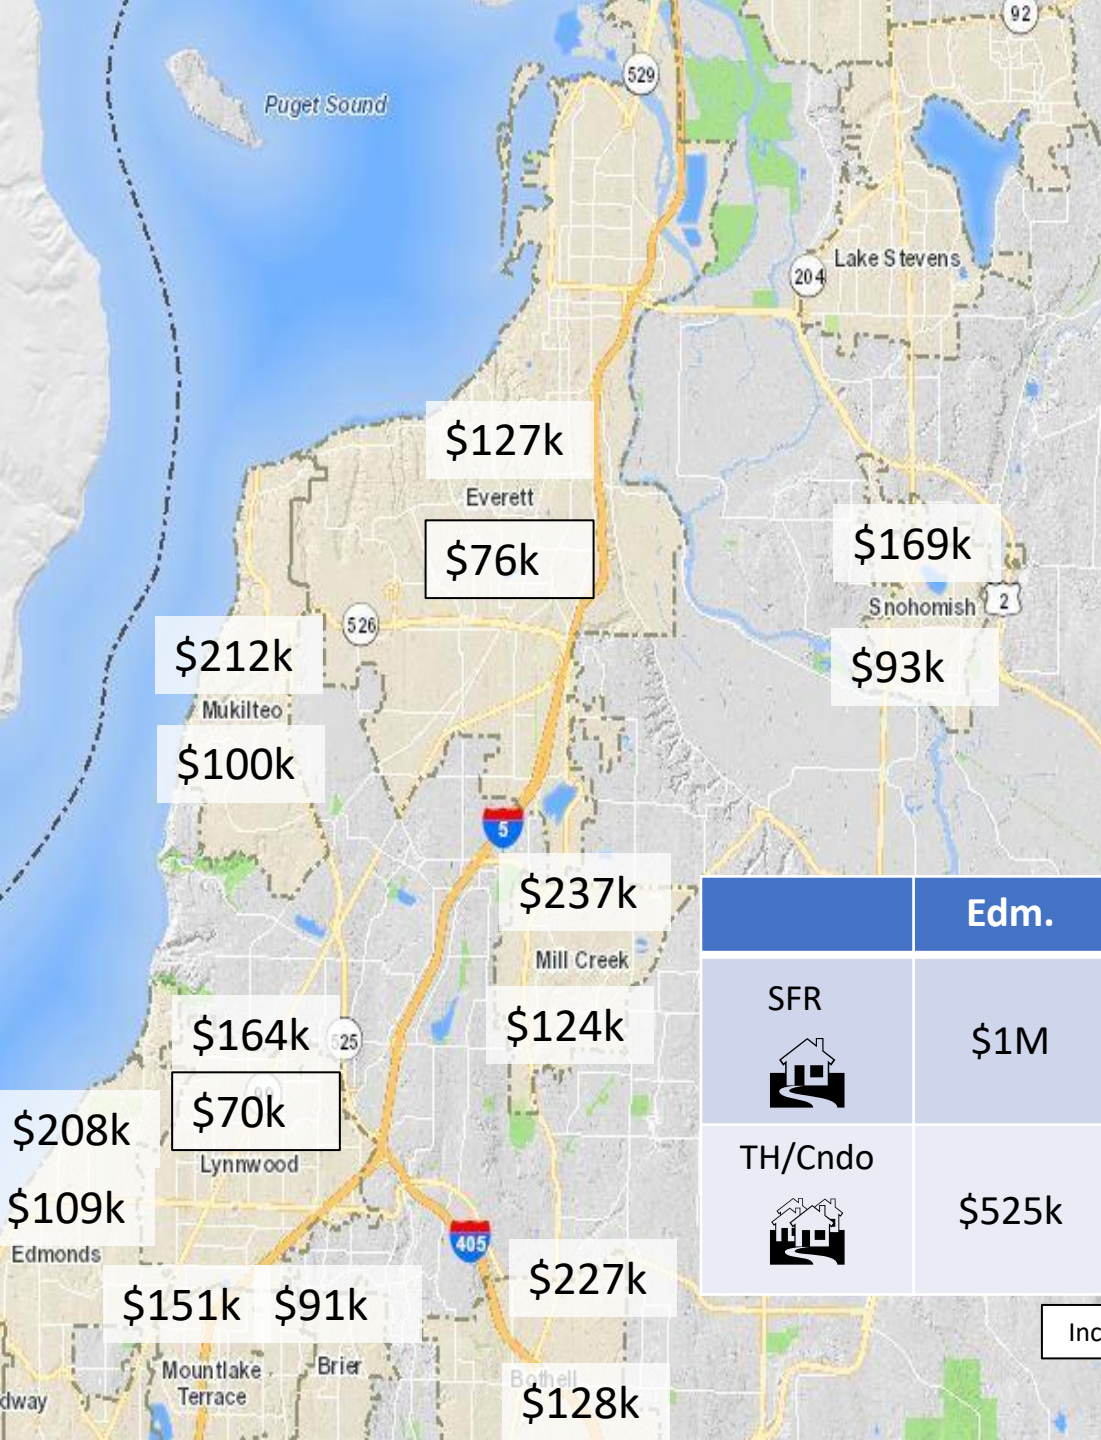 92
529
Puget Sound
Lake Stevens
204
$127k
Everett
$76k
$169k
Snohomish
2
$93k
526
$212k
Mukilteo
$100k
5
$237k
Mill Creek
$124k
$164k
525
$70k
Lynnwood
$208k
$109k
Edmonds
405
$151k $91k
Mountlake
Terrace
Brier
$227k
Bothell
$128k
dway
Edm.
SFR
$1M
TH/Cndo
$525k
Inc